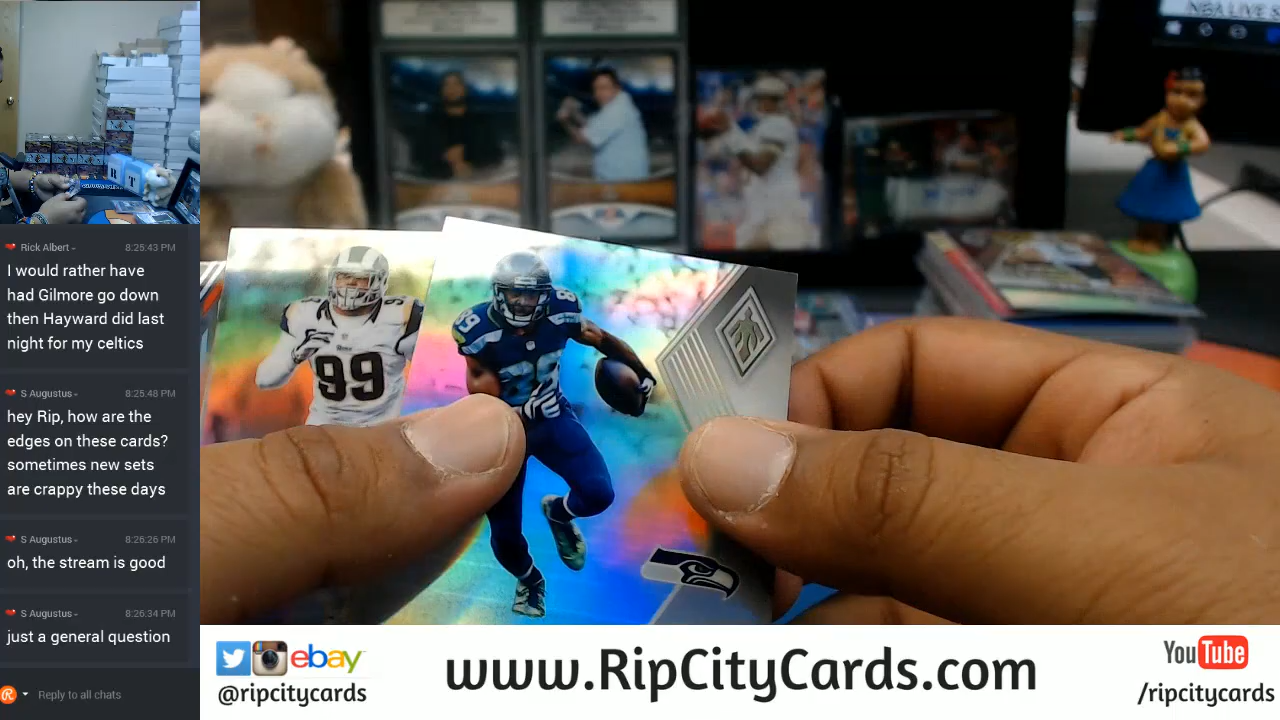 Rick Albert
8:25:43 PM
I would rather have
had Gilmore go down
then Hayward did last
night for my celtics
S Augustus
8:25:48 PM
hey Rip, how are the
edges on these cards?
sometimes new sets
are crappy these days
S Augustus
8:26:26 PM
oh, the stream is good
S Augustus
8:26:34 PM
just a general question
Reply to all chats
NBA LIVE
R T
99
99
89
89
ebay
@ripcitycards
www.RipCityCards.com
YouTube
/ripcitycards